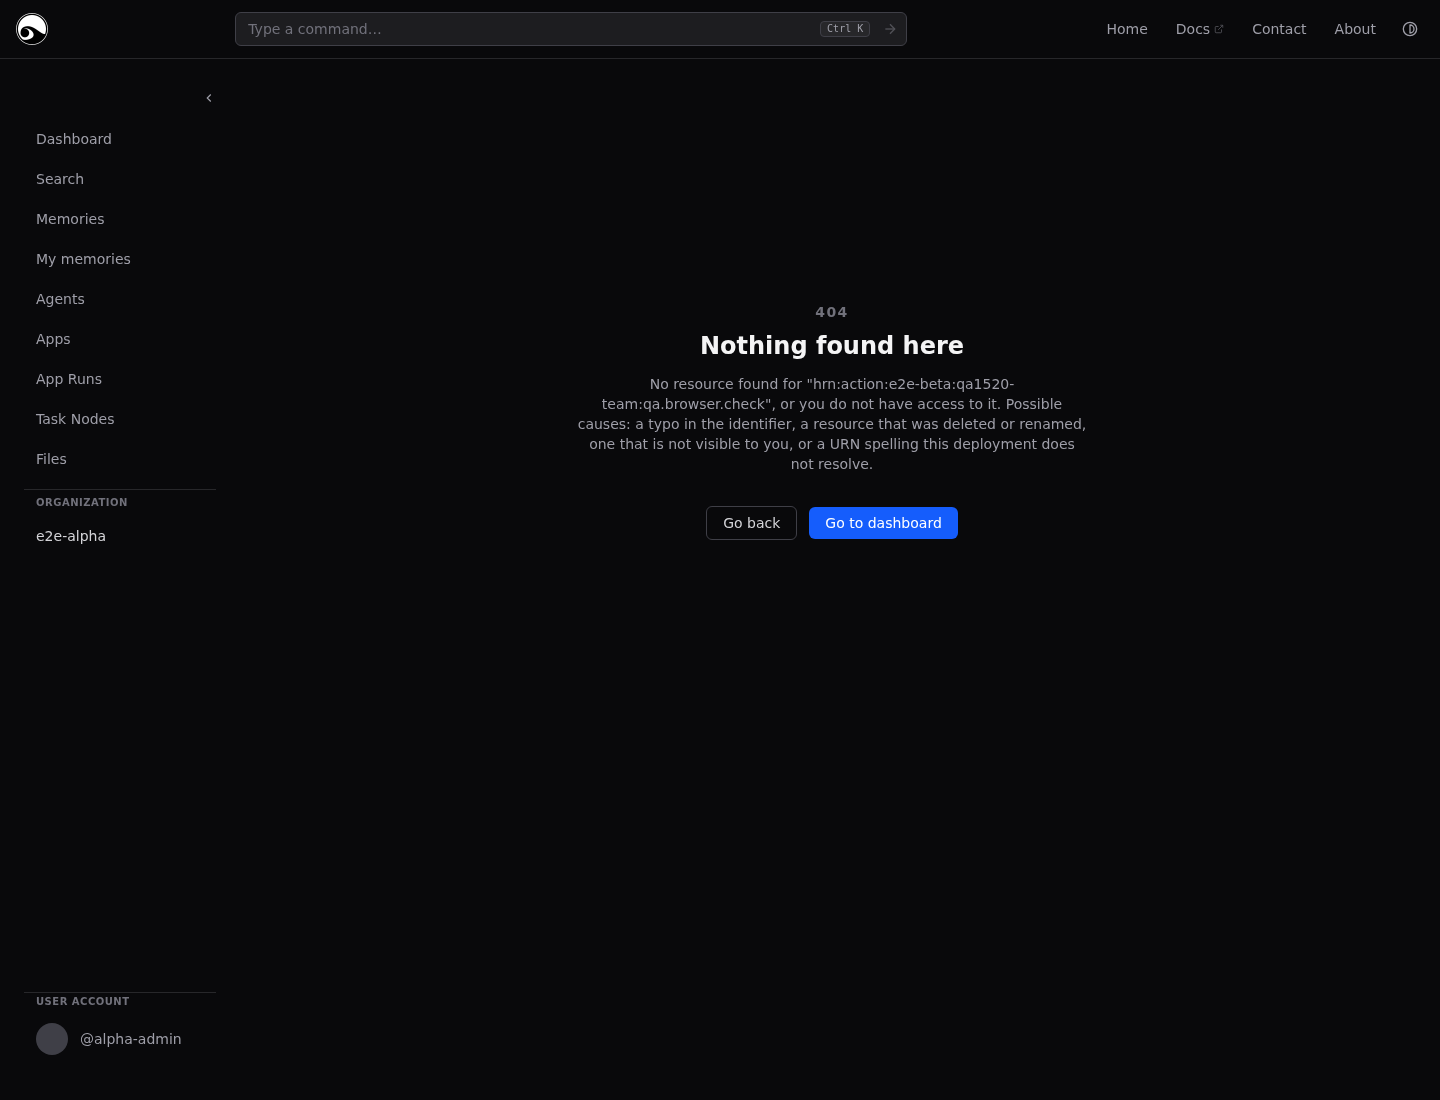 Type a command...
Ctrl K
Home
Docs
Contact
About
Dashboard
Search
Memories
My memories
Agents
Apps
App Runs
Task Nodes
Files
ORGANIZATION
e2e-alpha
404
Nothing found here
No resource found for "hrn:action:e2e-beta:qa1520-
team:qa.browser.check", or you do not have access to it. Possible
causes: a typo in the identifier, a resource that was deleted or renamed,
one that is not visible to you, or a URN spelling this deployment does
not resolve.
Go back
Go to dashboard
USER ACCOUNT
@alpha-admin